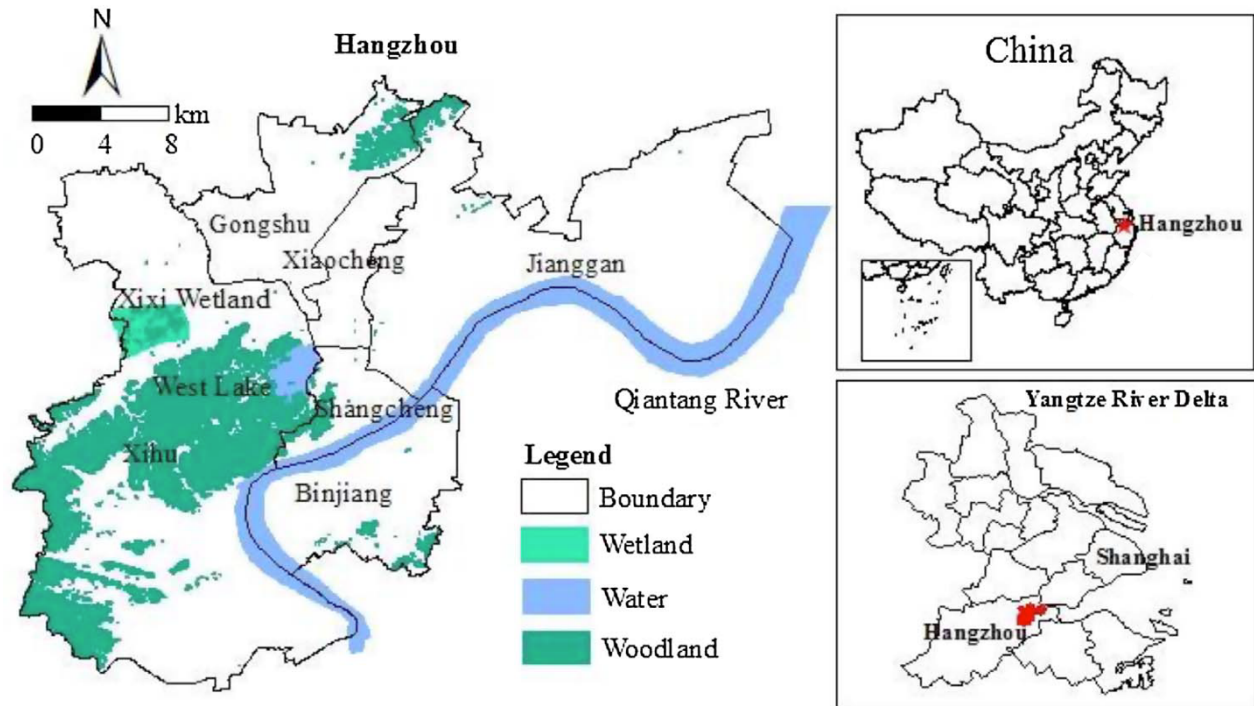 N
Hangzhou
km
0 4 8
Gongshu
Xiaocheng
Jianggan
Xixi Wetland
West Lake
Shangcheng
Qiantang River
Xihu
Binjiang
Legend
Boundary
Wetland
Water
Woodland
China
Hangzhou
Yangtze River Delta
Shanghai
Hangzhou